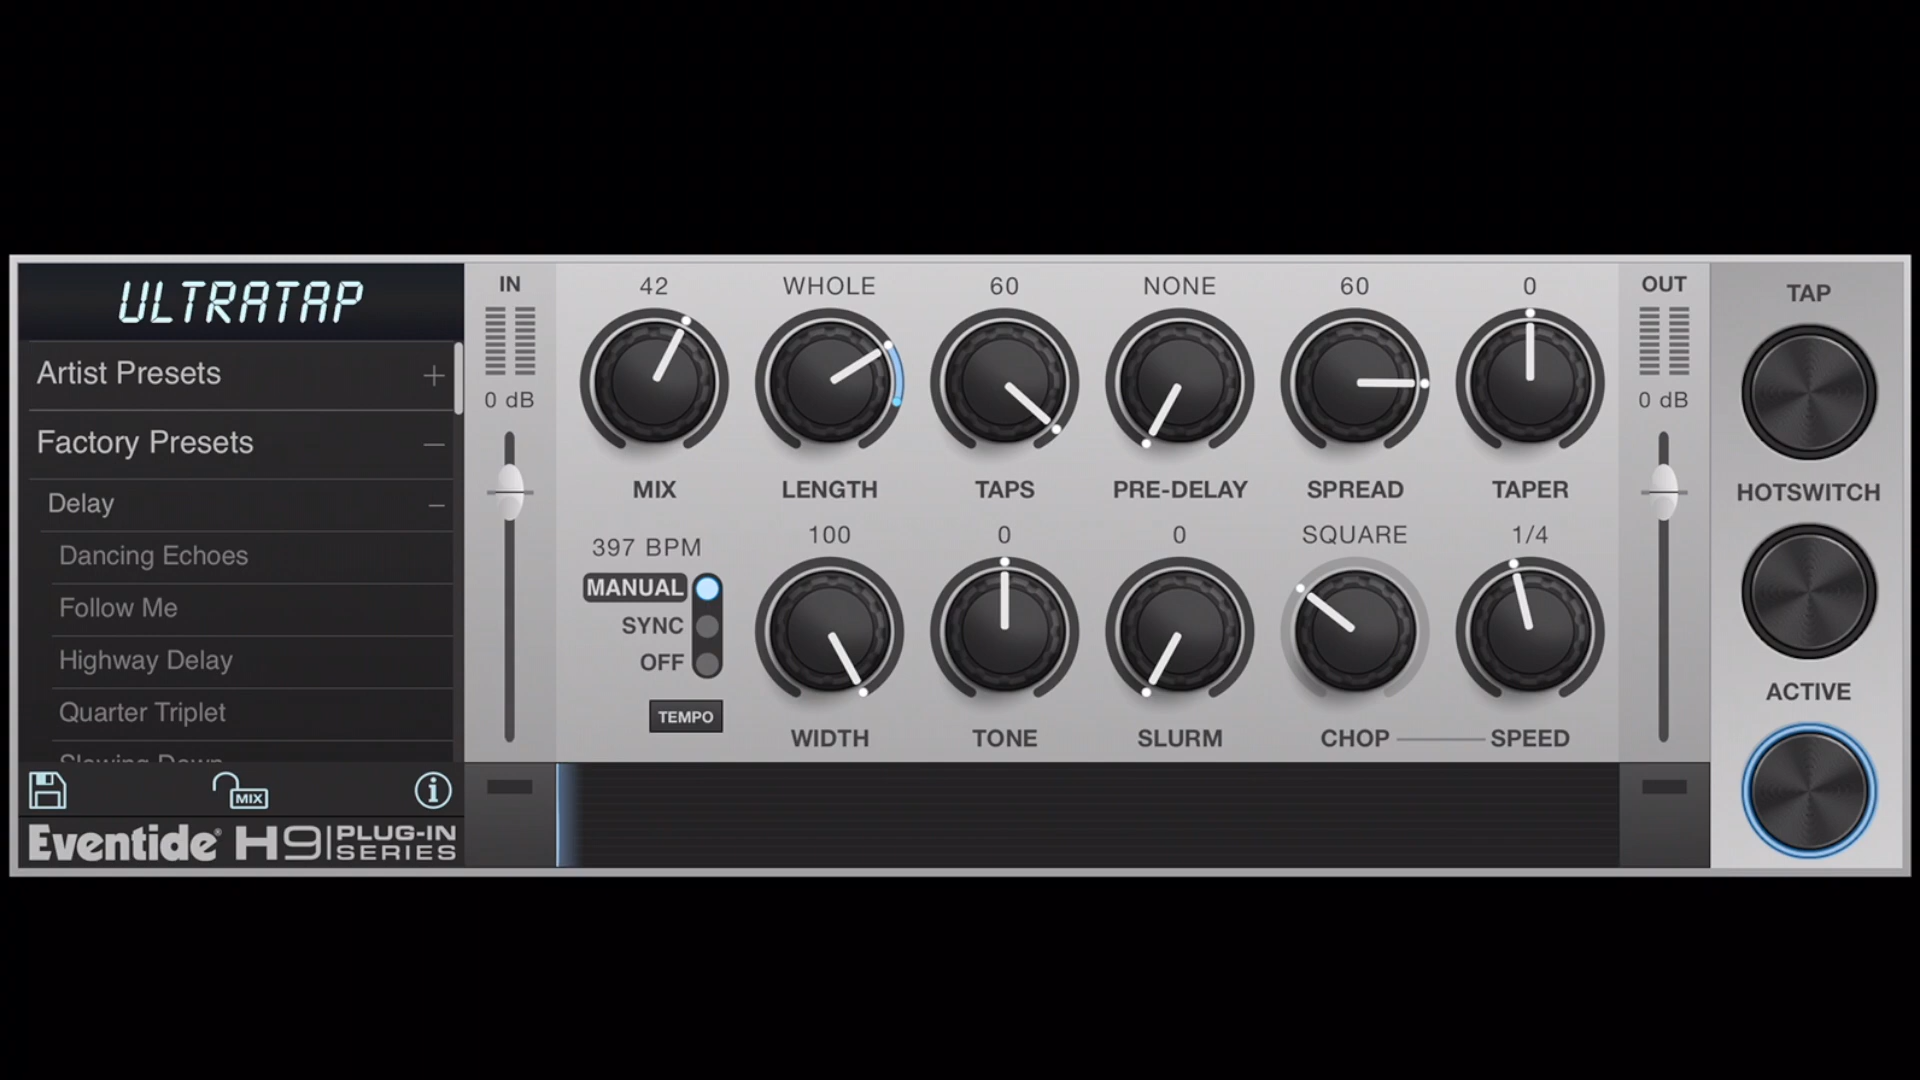 ULTRATAP
Artist Presets
Factory Presets
Delay
Dancing Echoes
Follow Me
Highway Delay
Quarter Triplet
Slowing Down
MIX
Eventide® H9 PLUG-IN SERIES
IN
0 dB
42
WHOLE
60
NONE
60
0
MIX
LENGTH
TAPS
PRE-DELAY
SPREAD
TAPER
397 BPM
MANUAL
SYNC
OFF
TEMPO
100
0
0
SQUARE
1/4
WIDTH
TONE
SLURM
CHOP
SPEED
OUT
0 dB
TAP
HOTSWITCH
ACTIVE